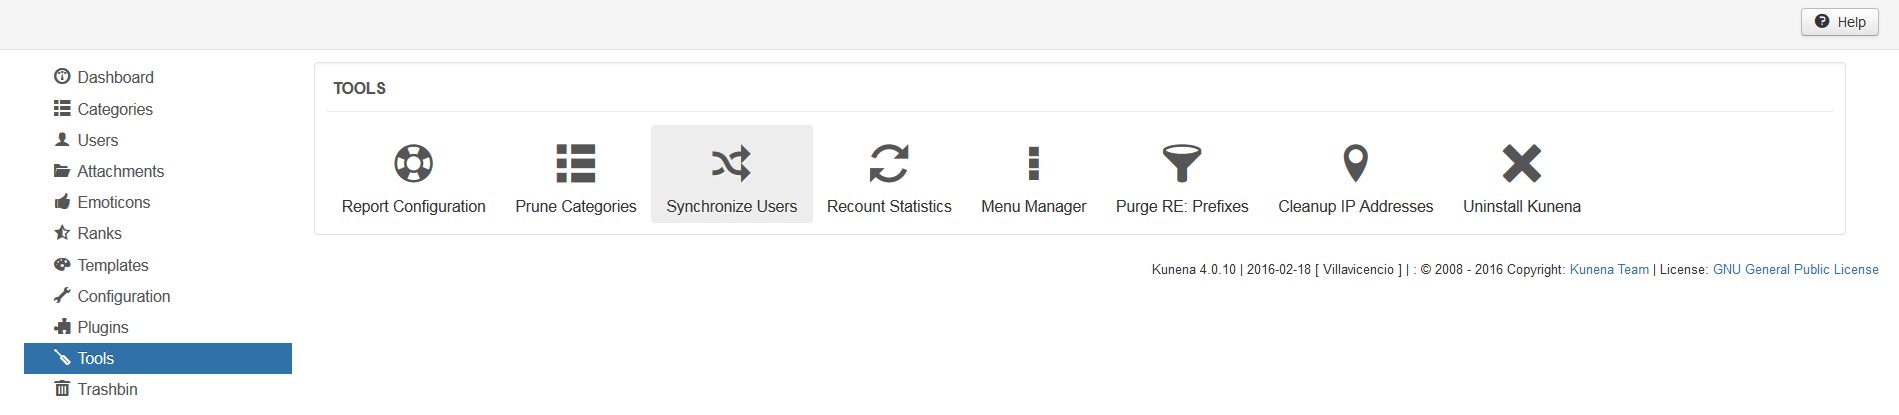 Help
Dashboard
Categories
Users
Attachments
Emoticons
Ranks
Templates
Configuration
Plugins
Tools
Trashbin
TOOLS
Report Configuration
Prune Categories
Synchronize Users
Recount Statistics
Menu Manager
Purge RE: Prefixes
Cleanup IP Addresses
Uninstall Kunena
Kunena 4.0.10 | 2016-02-18 [ Villavicencio ] | : © 2008 - 2016 Copyright: Kunena Team | License: GNU General Public License